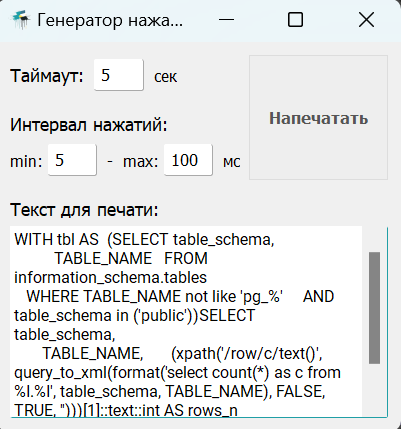 Генератор нажа...
Таймаут: 5 сек
Напечатать
Интервал нажатий:
min: 5 - max: 100 мс
Текст для печати:
WITH tbl AS  (SELECT table_schema,
TABLE_NAME   FROM
information_schema.tables
WHERE TABLE_NAME not like 'pg_%'     AND
table_schema in ('public'))SELECT
table_schema,
TABLE_NAME,      (xpath('/row/c/text()',
query_to_xml(format('select count(*) as c from
%I.%I', table_schema, TABLE_NAME), FALSE,
TRUE, '')))[1]::text::int AS rows_n